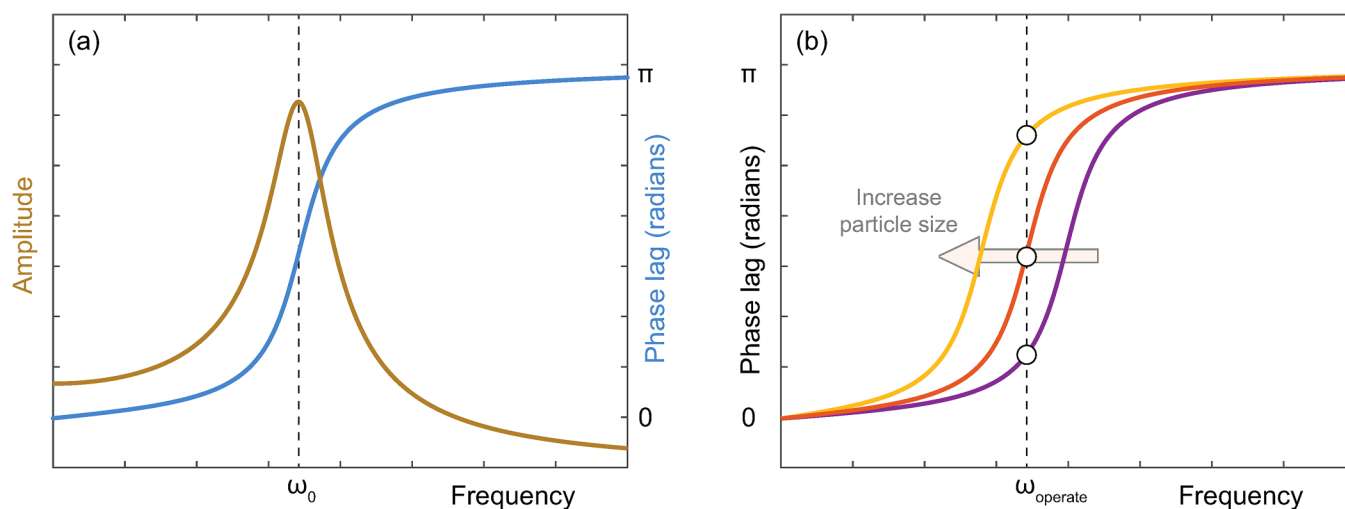 (a)
Amplitude
π
Phase lag (radians)
0
ω0
Frequency
(b)
π
Phase lag (radians)
0
Increase
particle size
ωoperate
Frequency